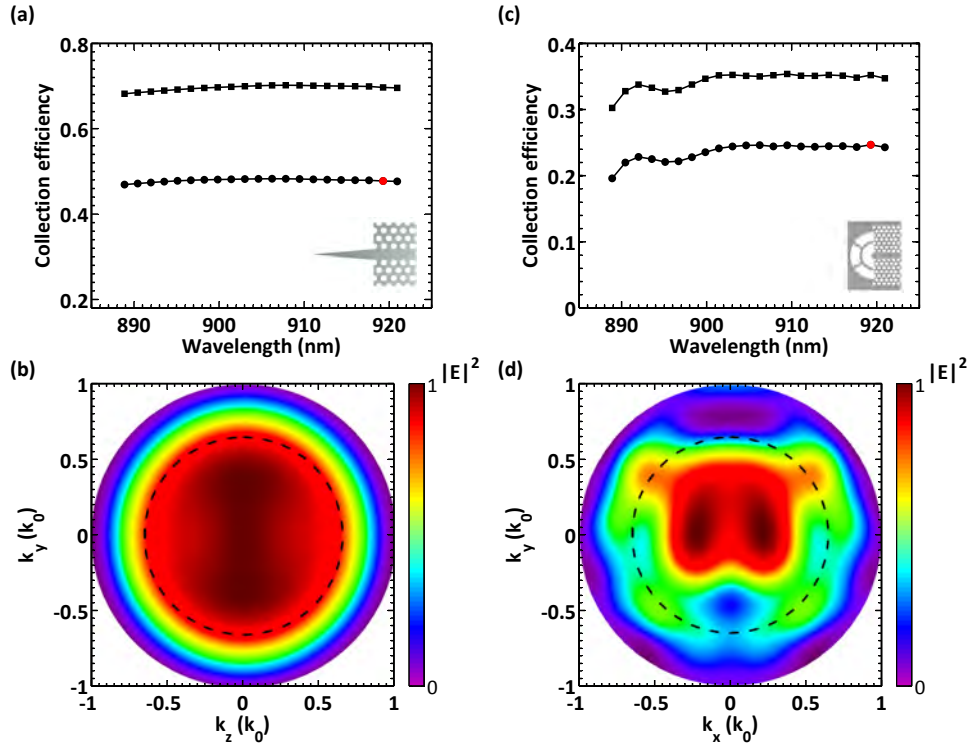 (a)
Collection efficiency
0.8
0.6
0.4
0.2
890 900 910 920
Wavelength (nm)
(c)
Collection efficiency
0.4
0.3
0.2
0.1
0
890 900 910 920
Wavelength (nm)
(b)
k_y (k_0)
1
0.5
0
-0.5
-1
-1 -0.5 0 0.5 1
k_z (k_0)
|E|^2
1
0
(d)
k_y (k_0)
1
0.5
0
-0.5
-1
-1 -0.5 0 0.5 1
k_x (k_0)
|E|^2
1
0